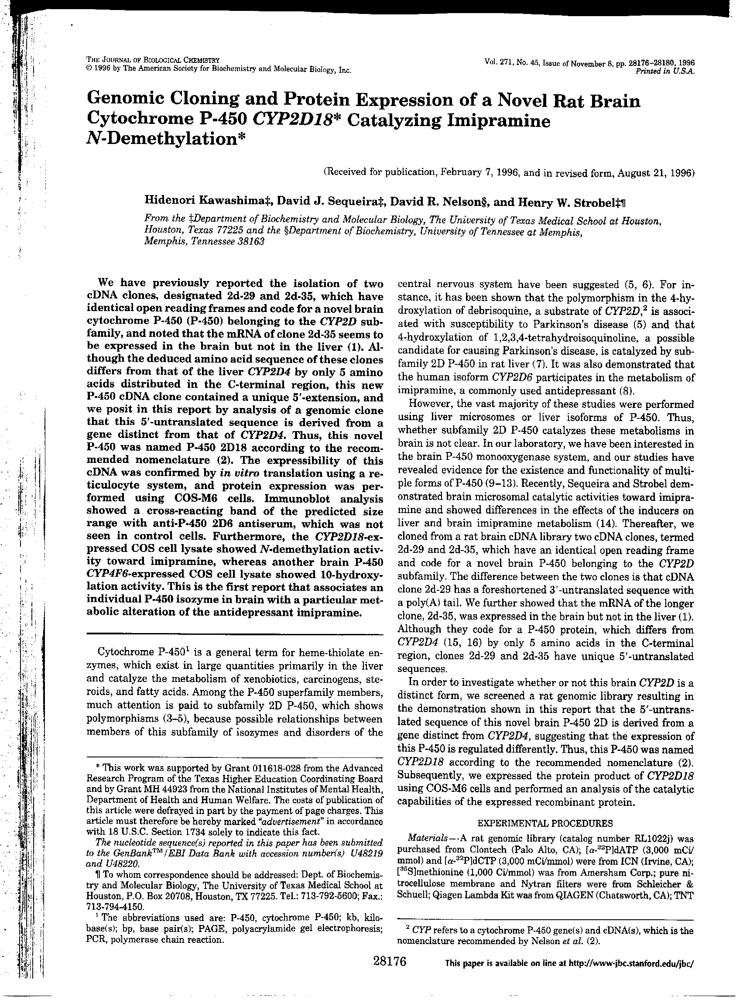 THE JOURNAL OF BIOLOGICAL CHEMISTRY
© 1996 by The American Society for Biochemistry and Molecular Biology, Inc.
Vol. 271, No. 45, Issue of November 8, pp. 28176–28180, 1996
Printed in U.S.A.
Genomic Cloning and Protein Expression of a Novel Rat Brain
Cytochrome P-450 CYP2D18* Catalyzing Imipramine
N-Demethylation*
(Received for publication, February 7, 1996, and in revised form, August 21, 1996)
Hidenori Kawashima‡, David J. Sequeira‡, David R. Nelson§, and Henry W. Strobel‡¶
From the ‡Department of Biochemistry and Molecular Biology, The University of Texas Medical School at Houston,
Houston, Texas 77225 and the §Department of Biochemistry, University of Tennessee at Memphis,
Memphis, Tennessee 38163
We have previously reported the isolation of two
cDNA clones, designated 2d-29 and 2d-35, which have
identical open reading frames and code for a novel brain
cytochrome P-450 (P-450) belonging to the CYP2D sub-
family, and noted that the mRNA of clone 2d-35 seems to
be expressed in the brain but not in the liver (1). Al-
though the deduced amino acid sequence of these clones
differs from that of the liver CYP2D4 by only 5 amino
acids distributed in the C-terminal region, this new
P-450 cDNA clone contained a unique 5′-extension, and
we posit in this report by analysis of a genomic clone
that this 5′-untranslated sequence is derived from a
gene distinct from that of CYP2D4. Thus, this novel
P-450 was named P-450 2D18 according to the recom-
mended nomenclature (2). The expressibility of this
cDNA was confirmed by in vitro translation using a re-
ticulocyte system, and protein expression was per-
formed using COS-M6 cells. Immunoblot analysis
showed a cross-reacting band of the predicted size
range with anti-P-450 2D6 antiserum, which was not
seen in control cells. Furthermore, the CYP2D18-ex-
pressed COS cell lysate showed N-demethylation activ-
ity toward imipramine, whereas another brain P-450
CYP4F6-expressed COS cell lysate showed 10-hydroxy-
lation activity. This is the first report that associates an
individual P-450 isozyme in brain with a particular met-
abolic alteration of the antidepressant imipramine.
Cytochrome P-450¹ is a general term for heme-thiolate en-
zymes, which exist in large quantities primarily in the liver
and catalyze the metabolism of xenobiotics, carcinogens, ste-
roids, and fatty acids. Among the P-450 superfamily members,
much attention is paid to subfamily 2D P-450, which shows
polymorphisms (3–5), because possible relationships between
members of this subfamily of isozymes and disorders of the
* This work was supported by Grant 011618-028 from the Advanced
Research Program of the Texas Higher Education Coordinating Board
and by Grant MH 44923 from the National Institutes of Mental Health,
Department of Health and Human Welfare. The costs of publication of
this article were defrayed in part by the payment of page charges. This
article must therefore be hereby marked "advertisement" in accordance
with 18 U.S.C. Section 1734 solely to indicate this fact.
The nucleotide sequence(s) reported in this paper has been submitted
to the GenBank™/EBI Data Bank with accession number(s) U48219
and U48220.
¶ To whom correspondence should be addressed: Dept. of Biochemis-
try and Molecular Biology, The University of Texas Medical School at
Houston, P.O. Box 20708, Houston, TX 77225. Tel.: 713-792-5600; Fax.:
713-794-4150.
¹ The abbreviations used are: P-450, cytochrome P-450; kb, kilo-
base(s); bp, base pair(s); PAGE, polyacrylamide gel electrophoresis;
PCR, polymerase chain reaction.
central nervous system have been suggested (5, 6). For in-
stance, it has been shown that the polymorphism in the 4-hy-
droxylation of debrisoquine, a substrate of CYP2D,² is associ-
ated with susceptibility to Parkinson's disease (5) and that
4-hydroxylation of 1,2,3,4-tetrahydroisoquinoline, a possible
candidate for causing Parkinson's disease, is catalyzed by sub-
family 2D P-450 in rat liver (7). It was also demonstrated that
the human isoform CYP2D6 participates in the metabolism of
imipramine, a commonly used antidepressant (8).
However, the vast majority of these studies were performed
using liver microsomes or liver isoforms of P-450. Thus,
whether subfamily 2D P-450 catalyzes these metabolisms in
brain is not clear. In our laboratory, we have been interested in
the brain P-450 monooxygenase system, and our studies have
revealed evidence for the existence and functionality of multi-
ple forms of P-450 (9–13). Recently, Sequeira and Strobel dem-
onstrated brain microsomal catalytic activities toward imipra-
mine and showed differences in the effects of the inducers on
liver and brain imipramine metabolism (14). Thereafter, we
cloned from a rat brain cDNA library two cDNA clones, termed
2d-29 and 2d-35, which have an identical open reading frame
and code for a novel brain P-450 belonging to the CYP2D
subfamily. The difference between the two clones is that cDNA
clone 2d-29 has a foreshortened 3′-untranslated sequence with
a poly(A) tail. We further showed that the mRNA of the longer
clone, 2d-35, was expressed in the brain but not in the liver (1).
Although they code for a P-450 protein, which differs from
CYP2D4 (15, 16) by only 5 amino acids in the C-terminal
region, clones 2d-29 and 2d-35 have unique 5′-untranslated
sequences.
In order to investigate whether or not this brain CYP2D is a
distinct form, we screened a rat genomic library resulting in
the demonstration shown in this report that the 5′-untrans-
lated sequence of this novel brain P-450 2D is derived from a
gene distinct from CYP2D4, suggesting that the expression of
this P-450 is regulated differently. Thus, this P-450 was named
CYP2D18 according to the recommended nomenclature (2).
Subsequently, we expressed the protein product of CYP2D18
using COS-M6 cells and performed an analysis of the catalytic
capabilities of the expressed recombinant protein.
EXPERIMENTAL PROCEDURES
Materials—A rat genomic library (catalog number RL1022j) was
purchased from Clontech (Palo Alto, CA); [α-³²P]dATP (3,000 mCi/
mmol) and [α-³²P]dCTP (3,000 mCi/mmol) were from ICN (Irvine, CA);
[³⁵S]methionine (1,000 Ci/mmol) was from Amersham Corp.; pure ni-
trocellulose membrane and Nytran filters were from Schleicher &
Schuell; Qiagen Lambda Kit was from QIAGEN (Chatsworth, CA); TNT
² CYP refers to a cytochrome P-450 gene(s) and cDNA(s), which is the
nomenclature recommended by Nelson et al. (2).
28176
This paper is available on line at http://www-jbc.stanford.edu/jbc/